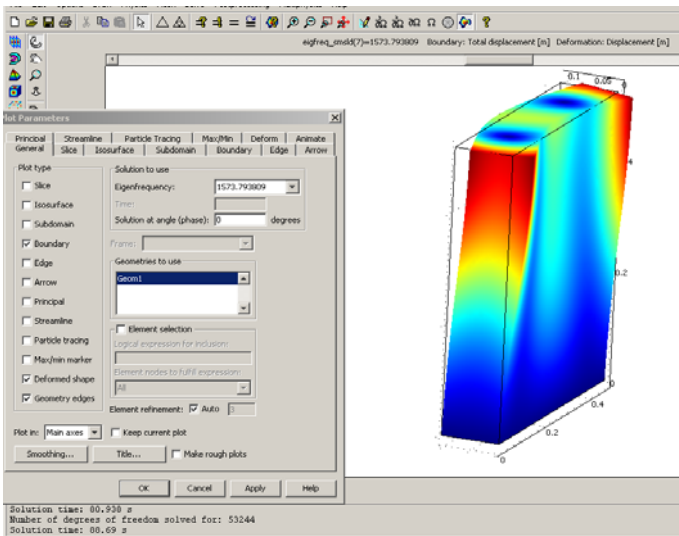 eigfreq_smsld(7)=1573.793809 Boundary: Total displacement [m] Deformation: Displacement [m]
Plot Parameters
Principal Streamline Particle Tracing Max/Min Deform Animate
General Slice Isosurface Subdomain Boundary Edge Arrow
Plot type
Slice
Isosurface
Subdomain
Boundary
Edge
Arrow
Principal
Streamline
Particle tracing
Max/min marker
Deformed shape
Geometry edges
Solution to use
Eigenfrequency: 1573.793809
Time:
Solution at angle (phase): 0 degrees
Frame:
Geometries to use
Geom1
Element selection
Logical expression for inclusion:
Element nodes to fulfil expression:
All
Element refinement: Auto 3
Plot in: Main axes Keep current plot
Smoothing... Title... Make rough plots
OK Cancel Apply Help
0.1 0.05 0
4
0.2
0
0.4
0.2
0
Solution time: 80.938 s
Number of degrees of freedom solved for: 53244
Solution time: 88.69 s